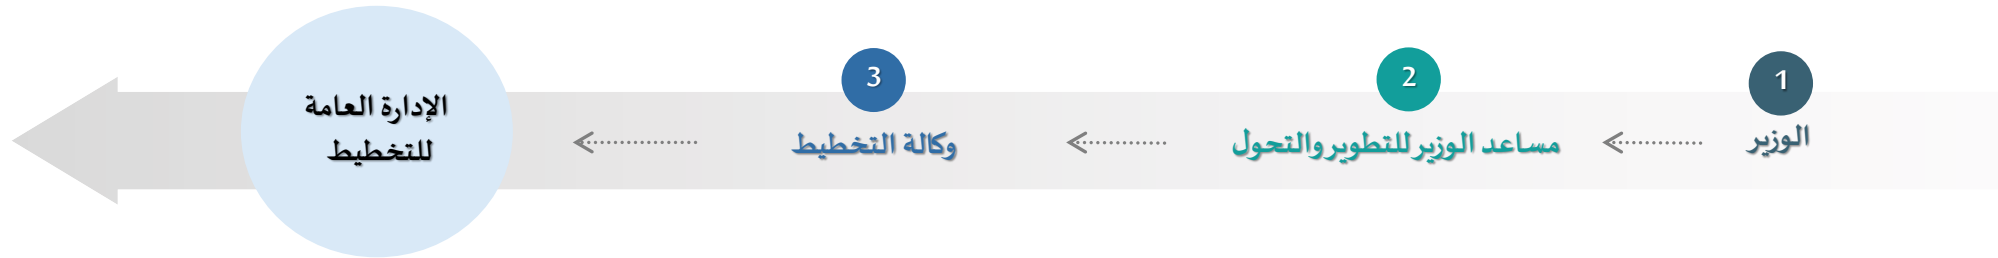 1
الوزير
2
مساعد الوزير للتطوير والتحول
3
وكالة التخطيط
الإدارة العامة
للتخطيط